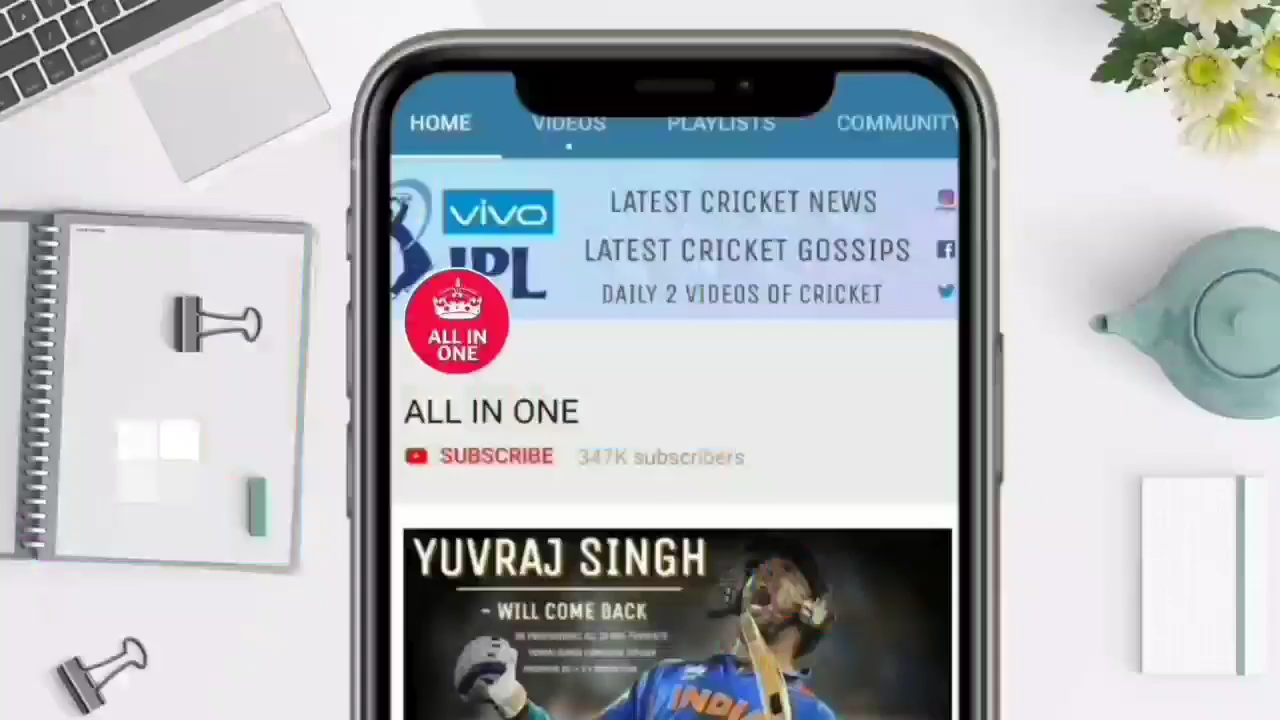 HOME VIDEOS PLAYLISTS COMMUNITY
vivo
IPL
LATEST CRICKET NEWS
LATEST CRICKET GOSSIPS
DAILY 2 VIDEOS OF CRICKET
ALL IN
ONE
ALL IN ONE
SUBSCRIBE 347K subscribers
YUVRAJ SINGH
- WILL COME BACK
INDIA